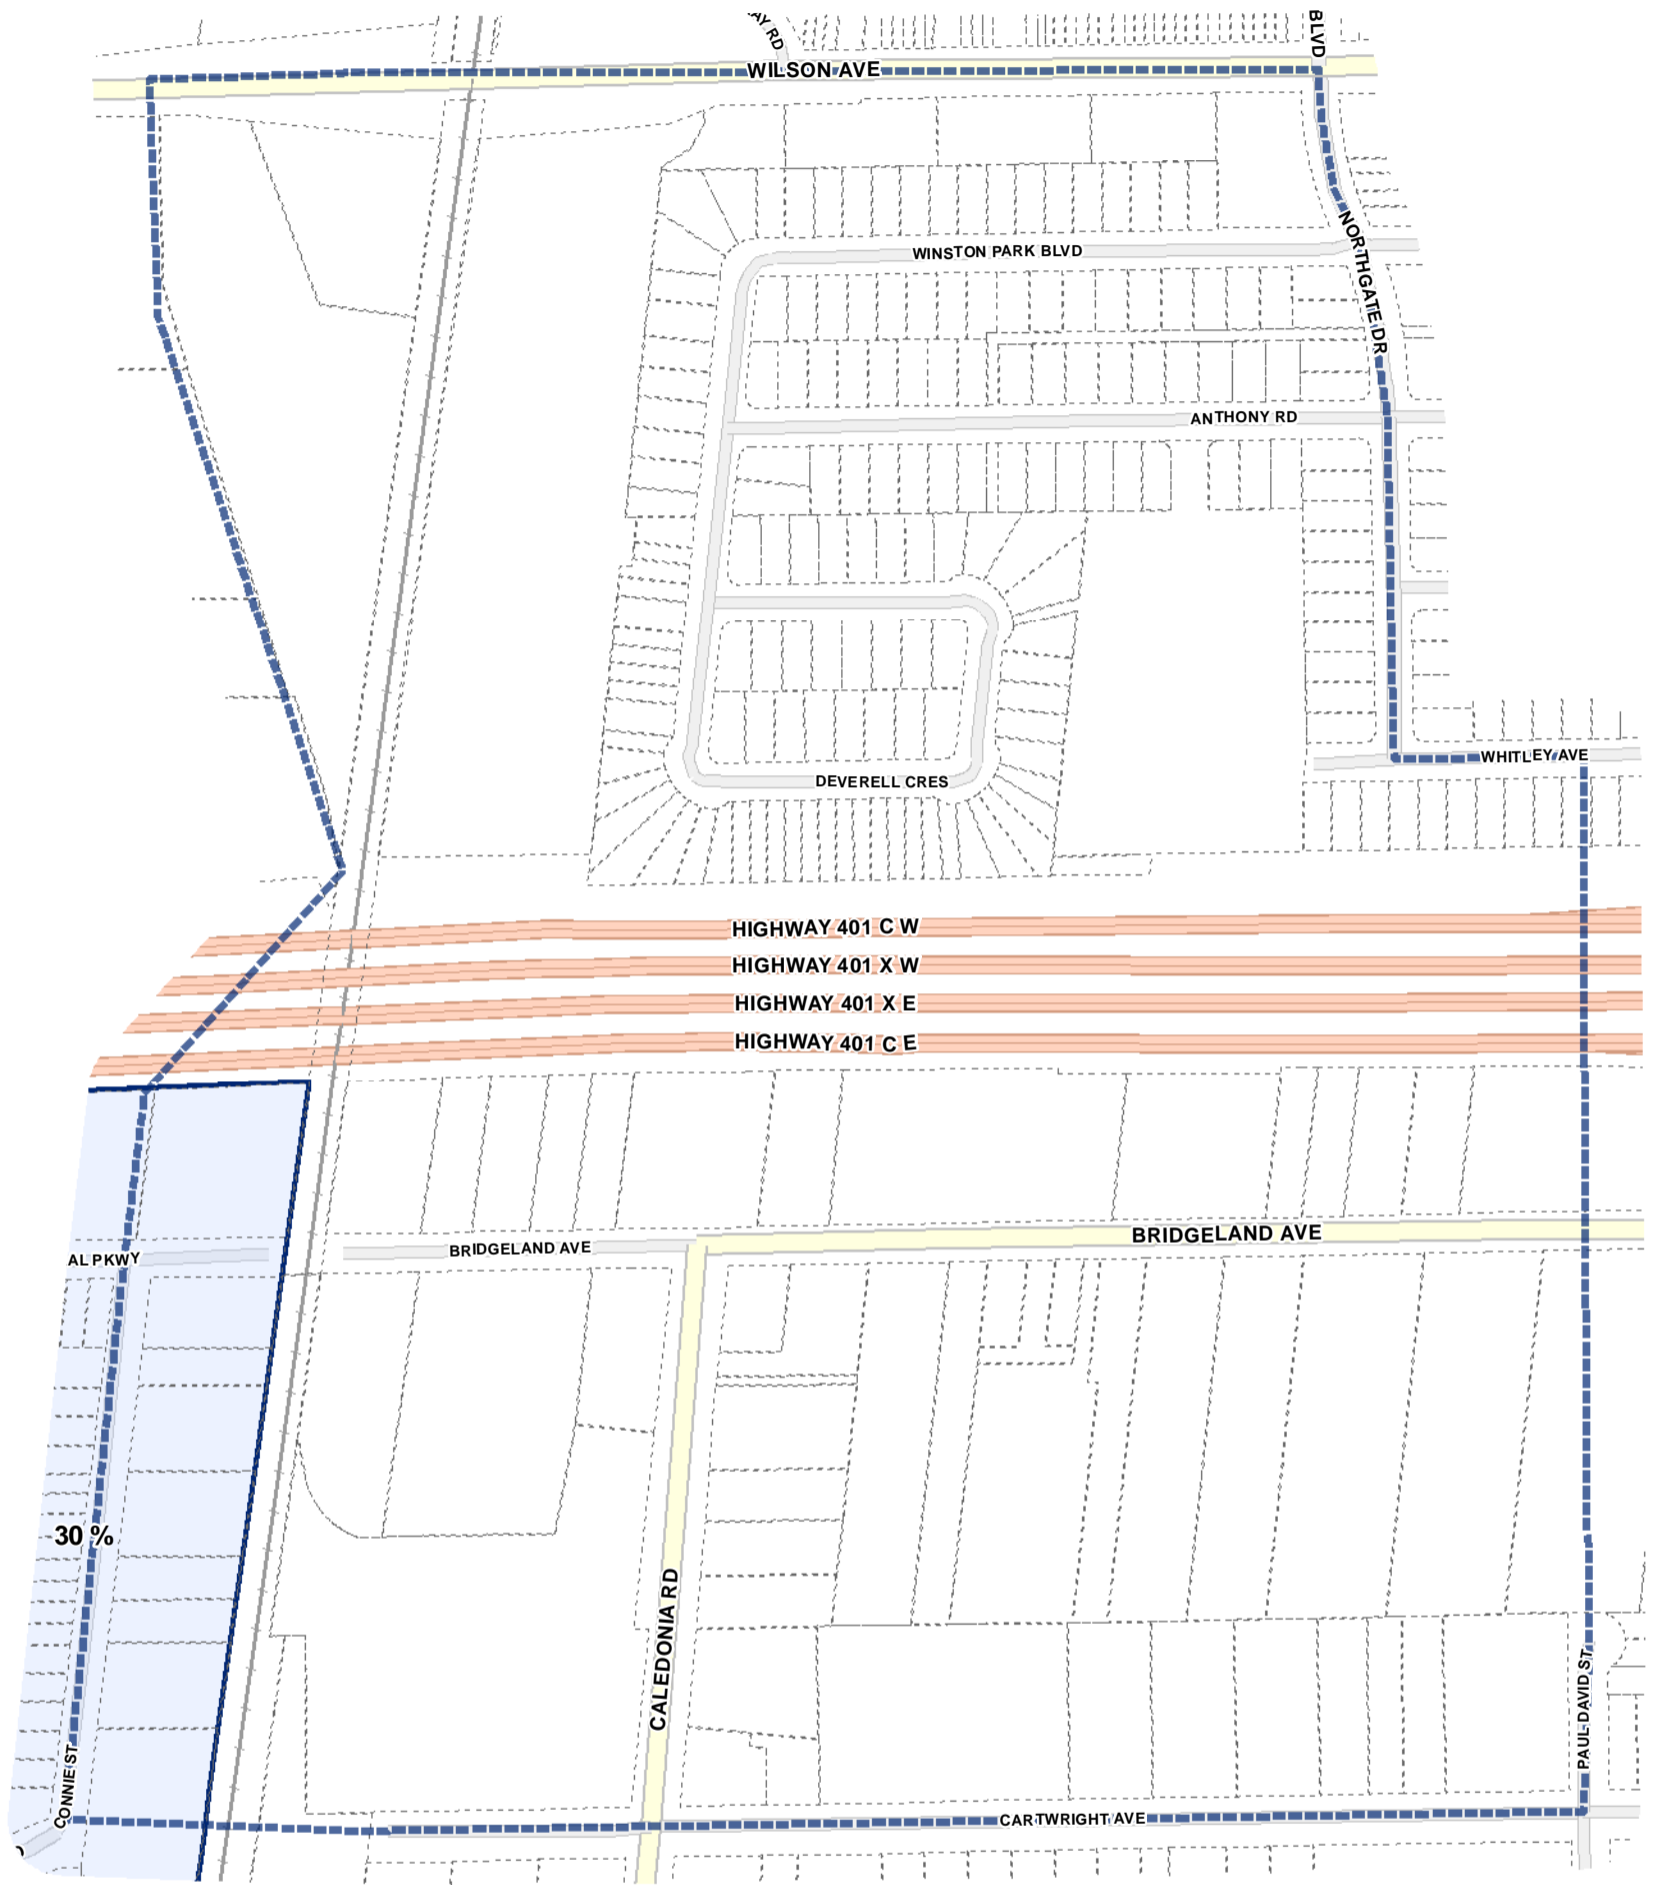 AY RD
BLVD
WILSON AVE
WINSTON PARK BLVD
NORTHGATE DR
ANTHONY RD
WHITLEY AVE
DEVERELL CRES
HIGHWAY 401 C W
HIGHWAY 401 X W
HIGHWAY 401 X E
HIGHWAY 401 C E
BRIDGELAND AVE
BRIDGELAND AVE
AL PKWY
30 %
CALEDONIA RD
PAUL DAVID ST
CONNIE ST
CARTWRIGHT AVE